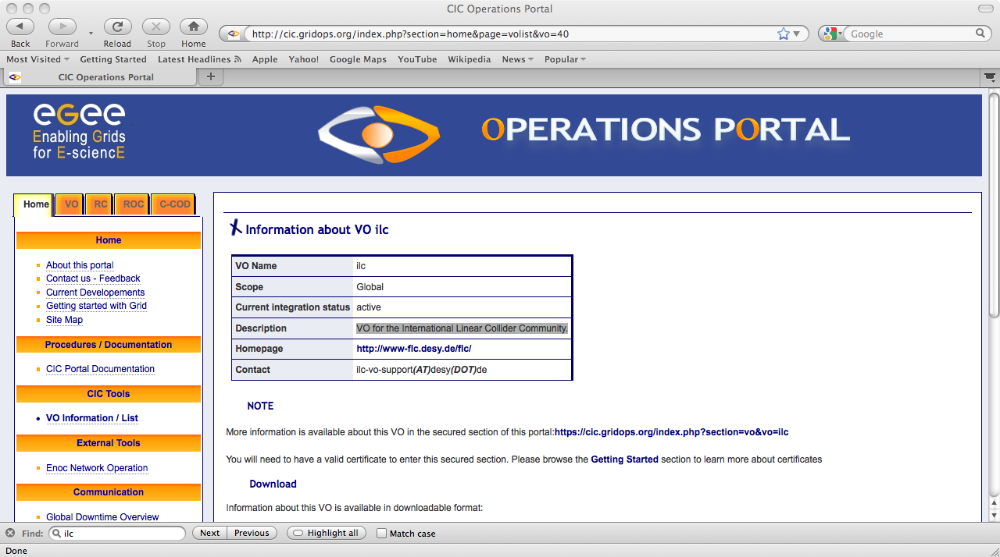 CIC Operations Portal
Back Forward Reload Stop Home
http://cic.gridops.org/index.php?section=home&page=volist&vo=40
Google
Most Visited Getting Started Latest Headlines Apple Yahoo! Google Maps YouTube Wikipedia News Popular
CIC Operations Portal
eGee
Enabling Grids
for E-sciencE
OPERATIONS PORTAL
Home VO RC ROC C-COD
Home
About this portal
Contact us - Feedback
Current Developements
Getting started with Grid
Site Map
Procedures / Documentation
CIC Portal Documentation
CIC Tools
VO Information / List
External Tools
Enoc Network Operation
Communication
Global Downtime Overview
Information about VO ilc
VO Name ilc
Scope Global
Current integration status active
Description VO for the International Linear Collider Community.
Homepage http://www-flc.desy.de/flc/
Contact ilc-vo-support(AT)desy(DOT)de
NOTE
More information is available about this VO in the secured section of this portal:https://cic.gridops.org/index.php?section=vo&vo=ilc
You will need to have a valid certificate to enter this secured section. Please browse the Getting Started section to learn more about certificates
Download
Information about this VO is available in downloadable format:
Find: ilc Next Previous Highlight all Match case
Done